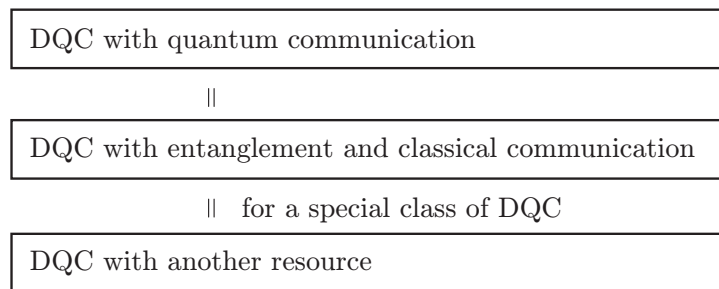 DQC with quantum communication
=
DQC with entanglement and classical communication
= for a special class of DQC
DQC with another resource